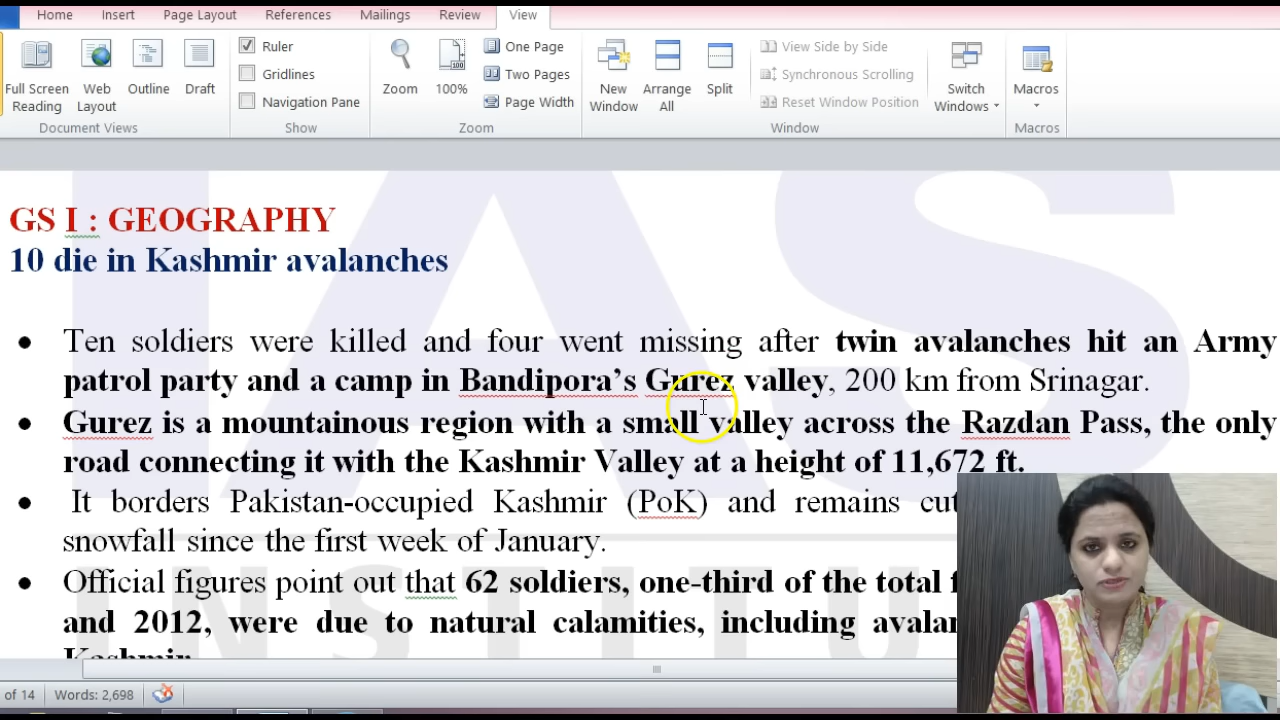 Home Insert Page Layout References Mailings Review View
Full Screen Reading
Web Layout
Outline
Draft
Document Views
Ruler
Gridlines
Navigation Pane
Show
Zoom
100%
One Page
Two Pages
Page Width
Zoom
New Window
Arrange All
Split
View Side by Side
Synchronous Scrolling
Reset Window Position
Window
Switch Windows
Macros
Macros
IAS
GS I : GEOGRAPHY
10 die in Kashmir avalanches
• Ten soldiers were killed and four went missing after twin avalanches hit an Army
patrol party and a camp in Bandipora’s Gurez valley, 200 km from Srinagar.
• Gurez is a mountainous region with a small valley across the Razdan Pass, the only
road connecting it with the Kashmir Valley at a height of 11,672 ft.
• It borders Pakistan-occupied Kashmir (PoK) and remains cut
snowfall since the first week of January.
• Official figures point out that 62 soldiers, one-third of the total
and 2012, were due to natural calamities, including
Kashmir
of 14 Words: 2,698